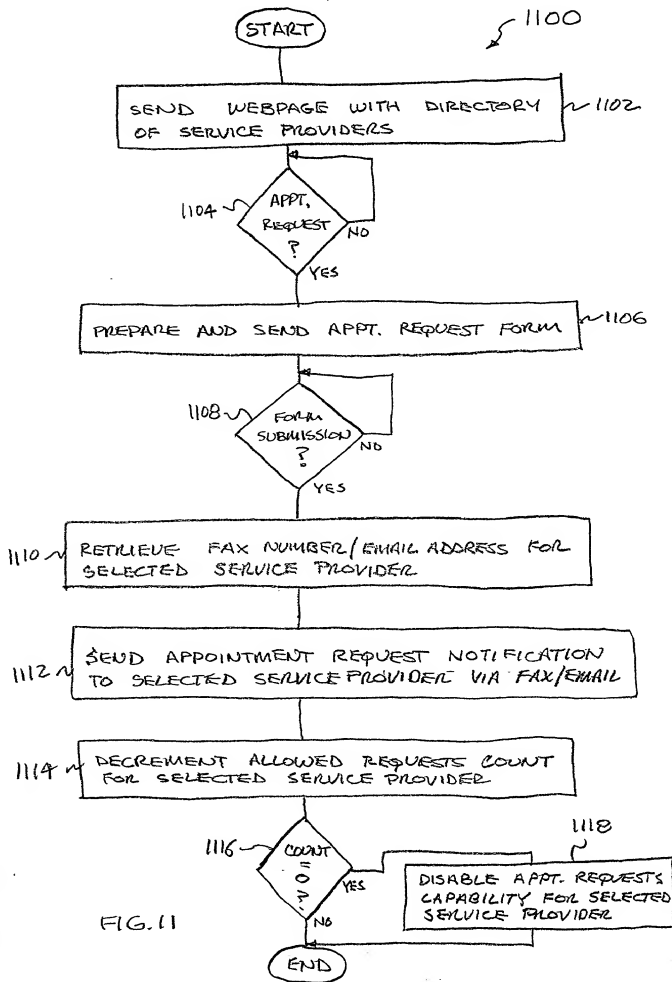 START
1100
SEND WEBPAGE WITH DIRECTORY
OF SERVICE PROVIDERS
1102
1104
APPT.
REQUEST
?
NO
YES
PREPARE AND SEND APPT. REQUEST FORM
1106
1108
FORM
SUBMISSION
?
NO
YES
1110
RETRIEVE FAX NUMBER/EMAIL ADDRESS FOR
SELECTED SERVICE PROVIDER
1112
SEND APPOINTMENT REQUEST NOTIFICATION
TO SELECTED SERVICE PROVIDER VIA FAX/EMAIL
1114
DECREMENT ALLOWED REQUESTS COUNT
FOR SELECTED SERVICE PROVIDER
1116
COUNT
=
0
?
YES
NO
1118
DISABLE APPT. REQUESTS
CAPABILITY FOR SELECTED
SERVICE PROVIDER
FIG. 11
END